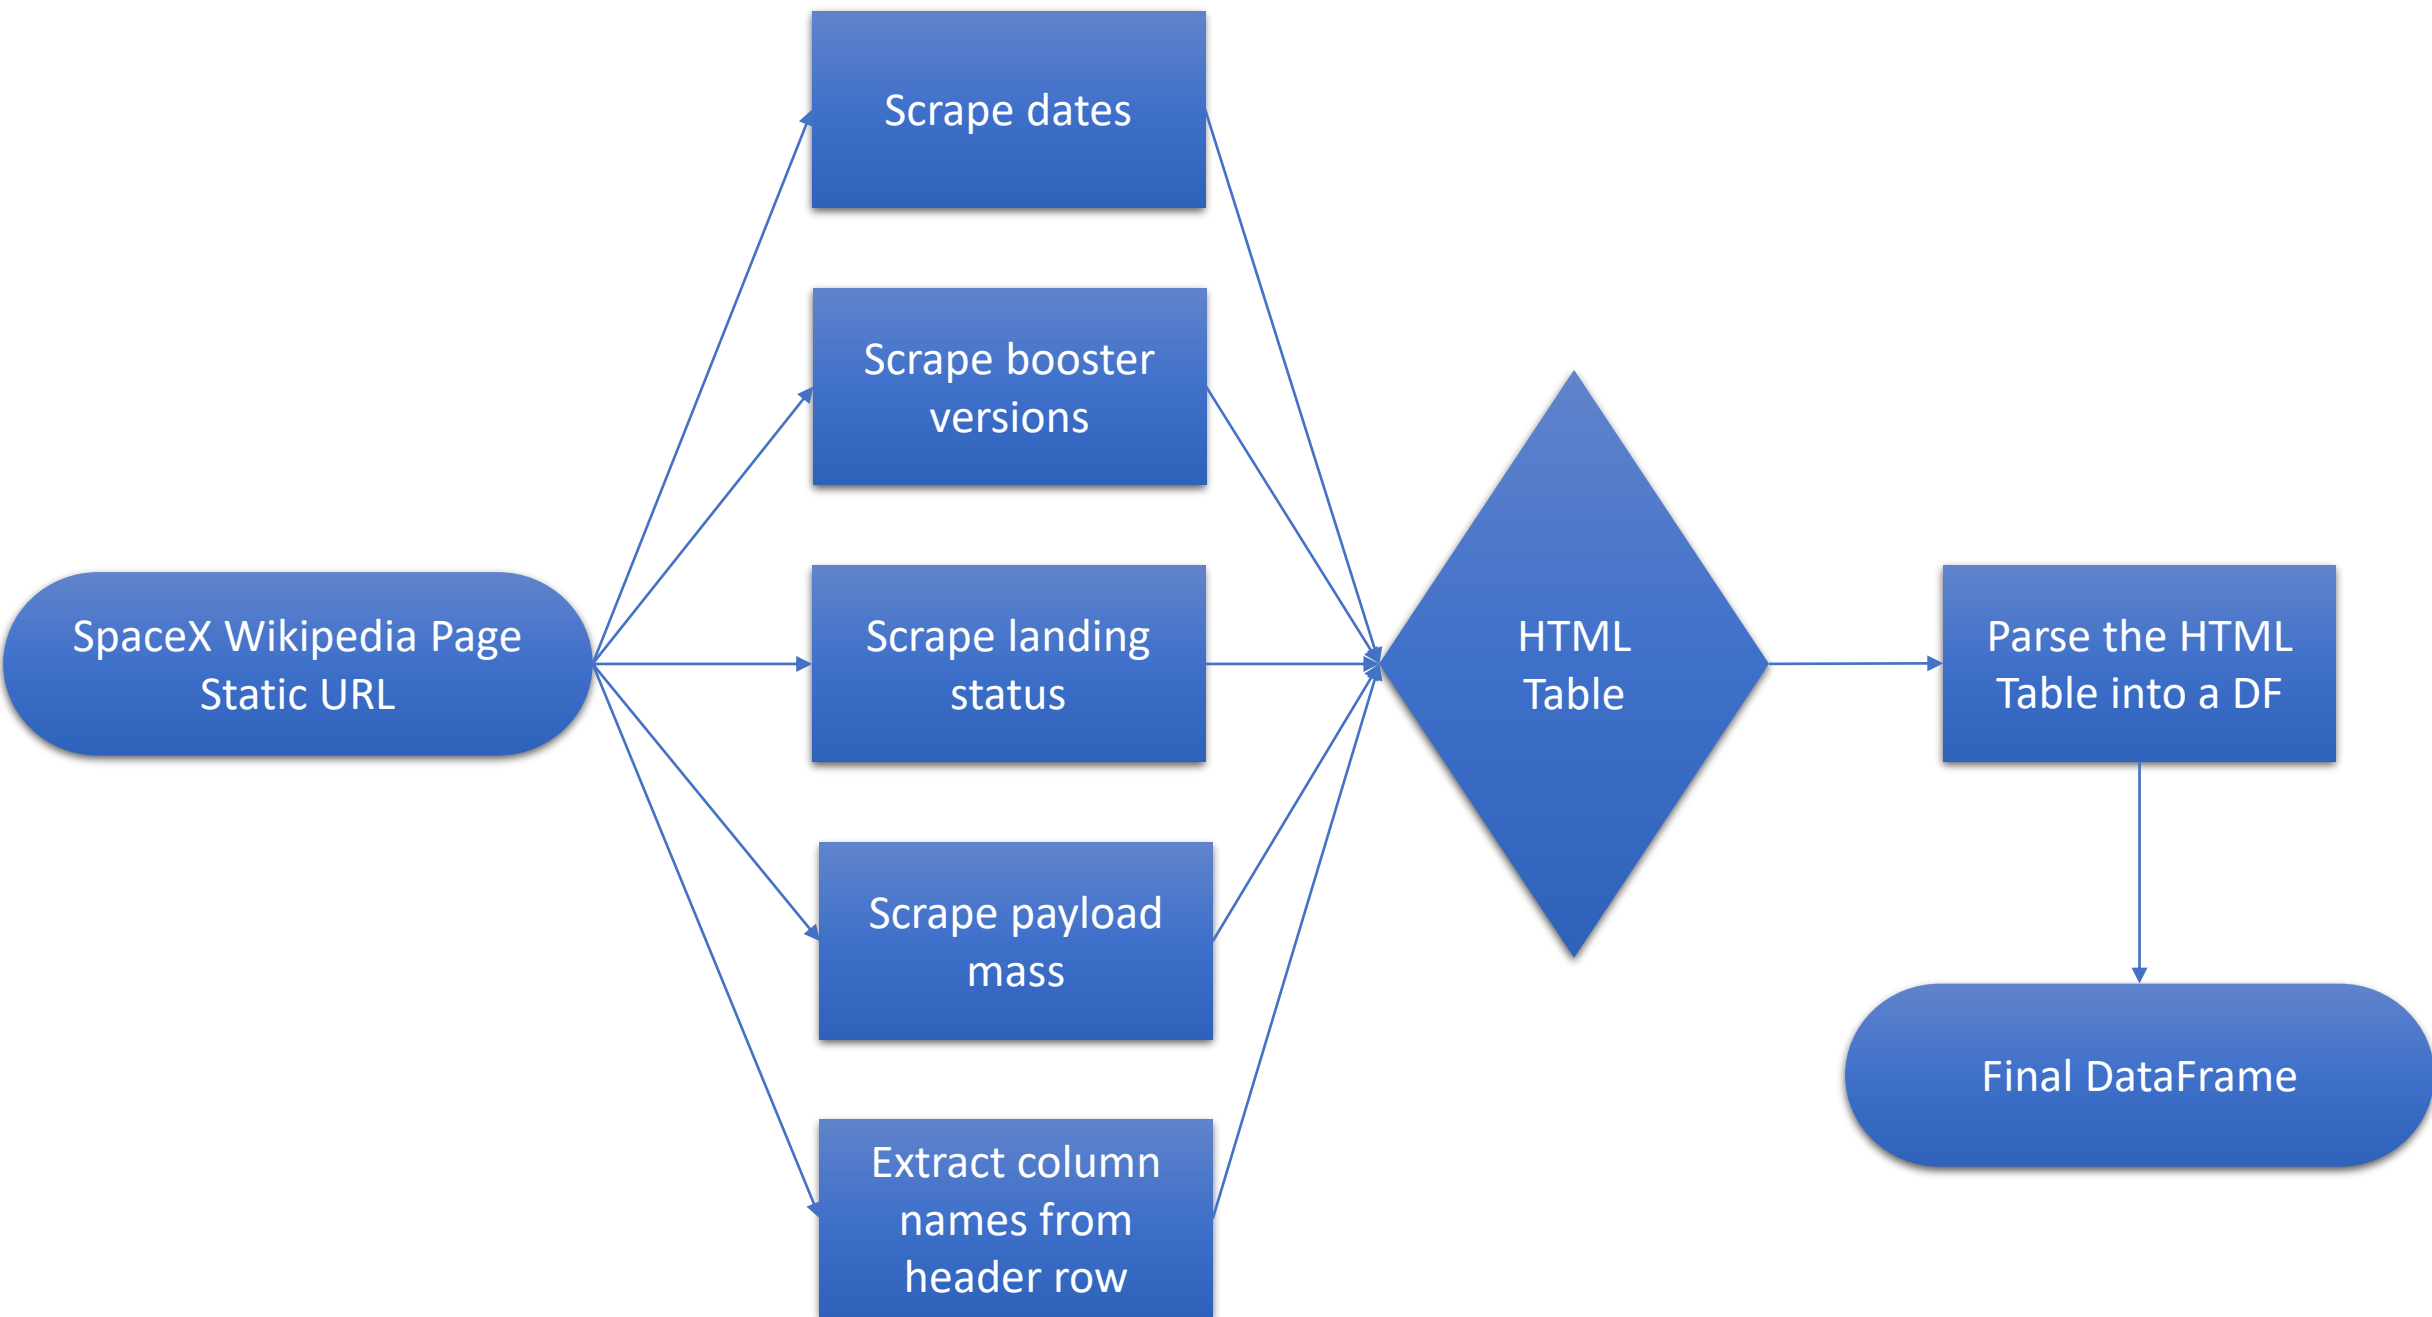 SpaceX Wikipedia Page
Static URL
Scrape dates
Scrape booster
versions
Scrape landing
status
Scrape payload
mass
Extract column
names from
header row
HTML
Table
Parse the HTML
Table into a DF
Final DataFrame